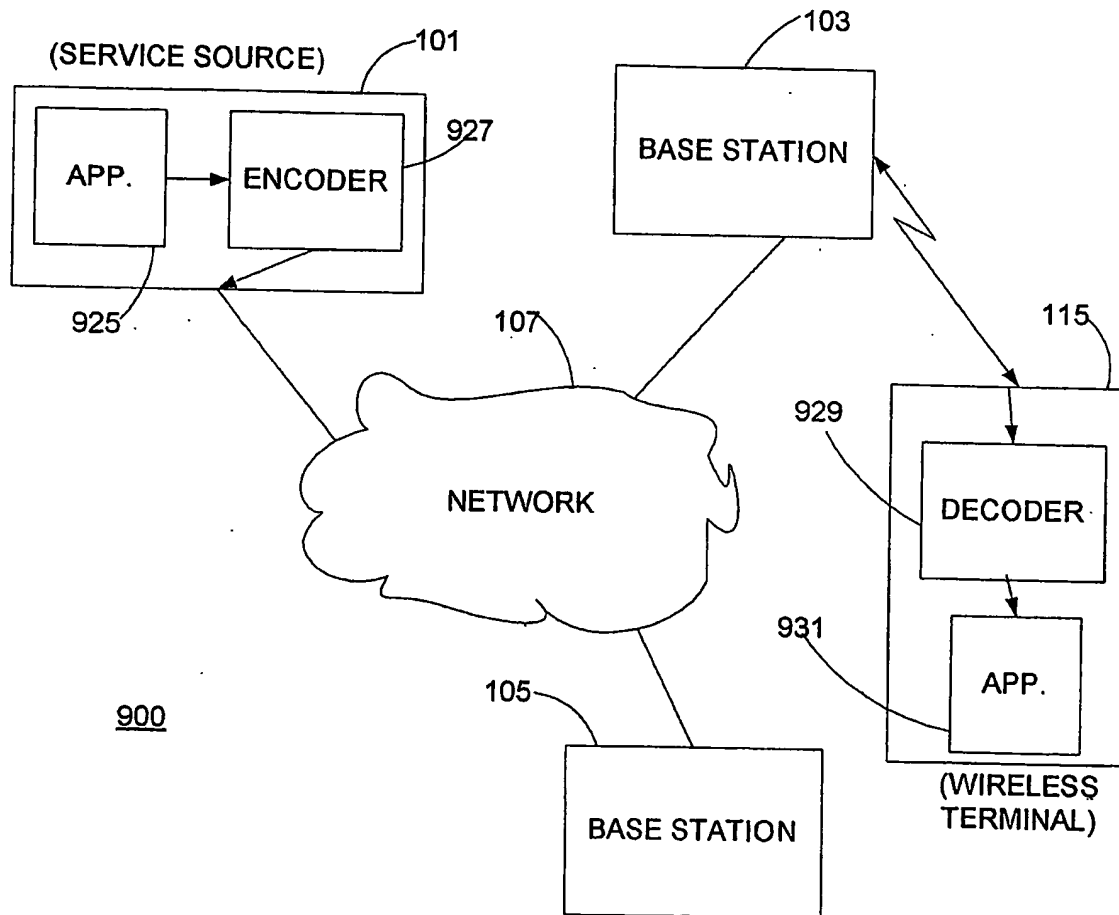 101
(SERVICE SOURCE)
103
927
APP.
ENCODER
BASE STATION
925
107
115
929
NETWORK
DECODER
931
APP.
105
900
(WIRELESS
TERMINAL)
BASE STATION